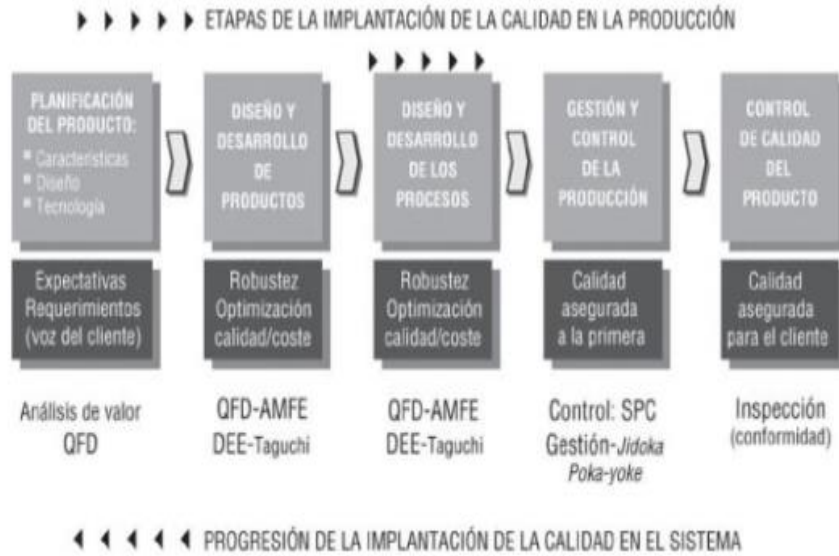 ETAPAS DE LA IMPLANTACIÓN DE LA CALIDAD EN LA PRODUCCIÓN
PLANIFICACIÓN
DEL PRODUCTO:
Características
Diseño
Tecnología
DISEÑO Y
DESARROLLO
DE
PRODUCTOS
DISEÑO Y
DESARROLLO
DE LOS
PROCESOS
GESTIÓN Y
CONTROL
DE LA
PRODUCCIÓN
CONTROL
DE CALIDAD
DEL
PRODUCTO
Expectativas
Requerimientos
(voz del cliente)
Robustez
Optimización
calidad/coste
Robustez
Optimización
calidad/coste
Calidad
asegurada
a la primera
Calidad
asegurada
para el cliente
Análisis de valor
QFD
QFD-AMFE
DEE-Taguchi
QFD-AMFE
DEE-Taguchi
Control: SPC
Gestión-Jidoka
Poka-yoke
Inspección
(conformidad)
PROGRESIÓN DE LA IMPLANTACIÓN DE LA CALIDAD EN EL SISTEMA